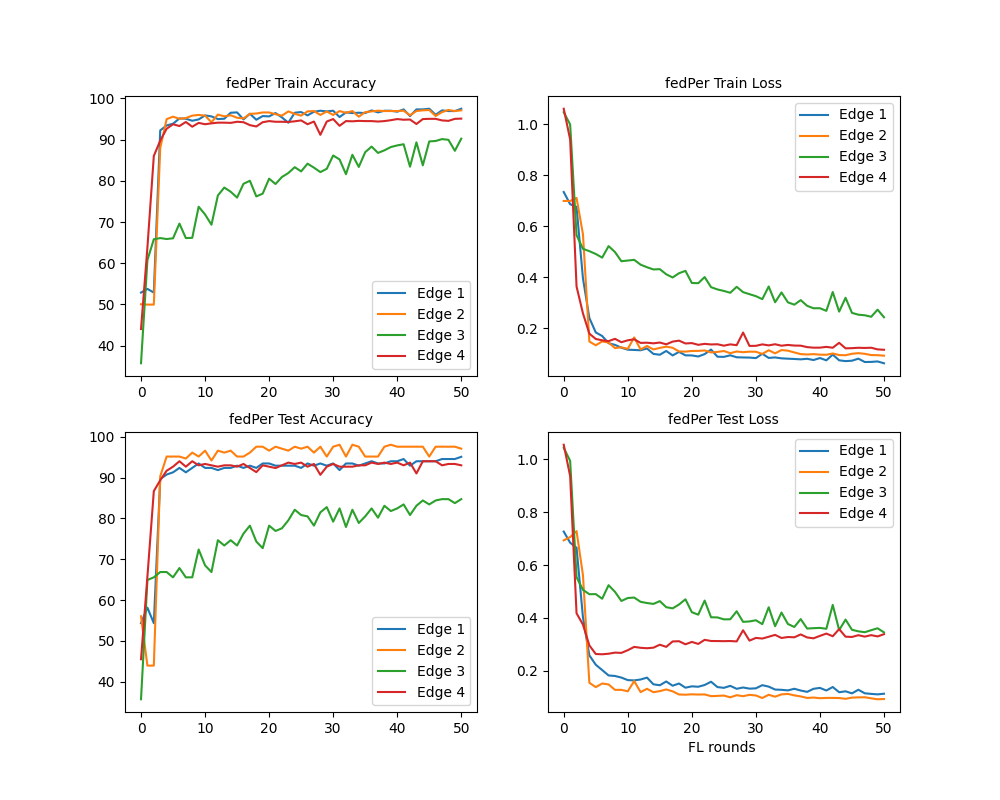 fedPer Train Accuracy
100
90
80
70
60
50
40
0 10 20 30 40 50
Edge 1
Edge 2
Edge 3
Edge 4
fedPer Train Loss
1.0
0.8
0.6
0.4
0.2
0 10 20 30 40 50
Edge 1
Edge 2
Edge 3
Edge 4
fedPer Test Accuracy
100
90
80
70
60
50
40
0 10 20 30 40 50
Edge 1
Edge 2
Edge 3
Edge 4
fedPer Test Loss
1.0
0.8
0.6
0.4
0.2
0 10 20 30 40 50
Edge 1
Edge 2
Edge 3
Edge 4
FL rounds